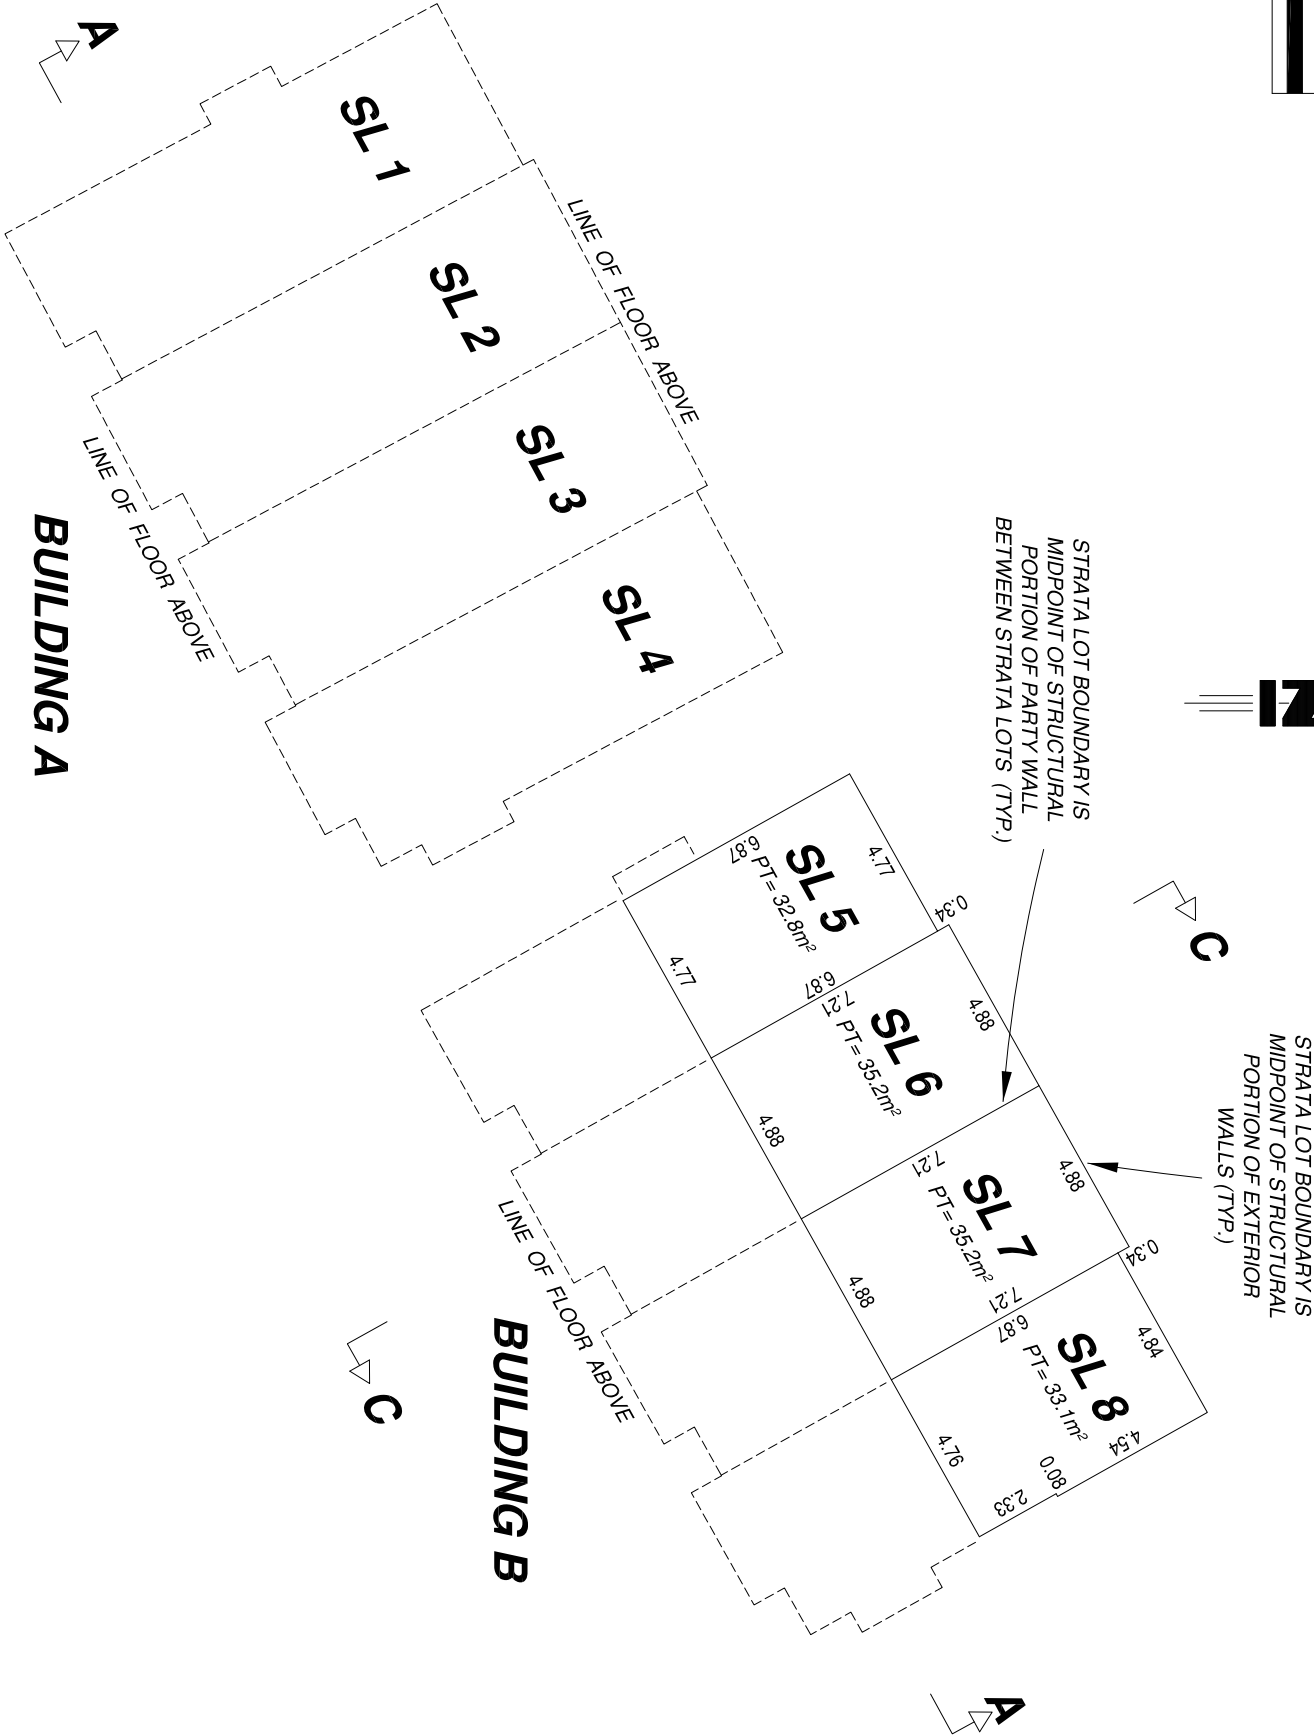 A
SL 1
SL 2
SL 3
SL 4
LINE OF FLOOR ABOVE
LINE OF FLOOR ABOVE
BUILDING A
STRATA LOT BOUNDARY IS
MIDPOINT OF STRUCTURAL
PORTION OF PARTY WALL
BETWEEN STRATA LOTS (TYP.)
C
STRATA LOT BOUNDARY IS
MIDPOINT OF STRUCTURAL
PORTION OF EXTERIOR
WALLS (TYP.)
4.77
SL 5
PT= 32.8m²
6.87
6.87
4.77
0.34
4.88
SL 6
PT= 35.2m²
7.21
4.88
4.88
SL 7
PT= 35.2m²
7.21
7.21
4.88
0.34
4.84
SL 8
PT= 33.1m²
6.87
4.54
0.08
2.33
4.76
LINE OF FLOOR ABOVE
BUILDING B
C
A